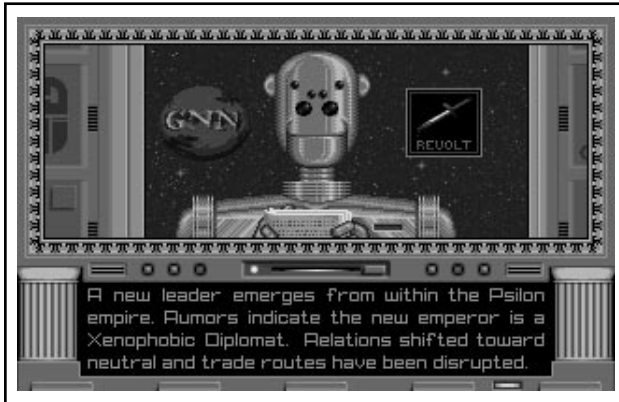 GNN
REVOLT
A new leader emerges from within the Psilon
empire. Rumors indicate the new emperor is a
Xenophobic Diplomat. Relations shifted toward
neutral and trade routes have been disrupted.